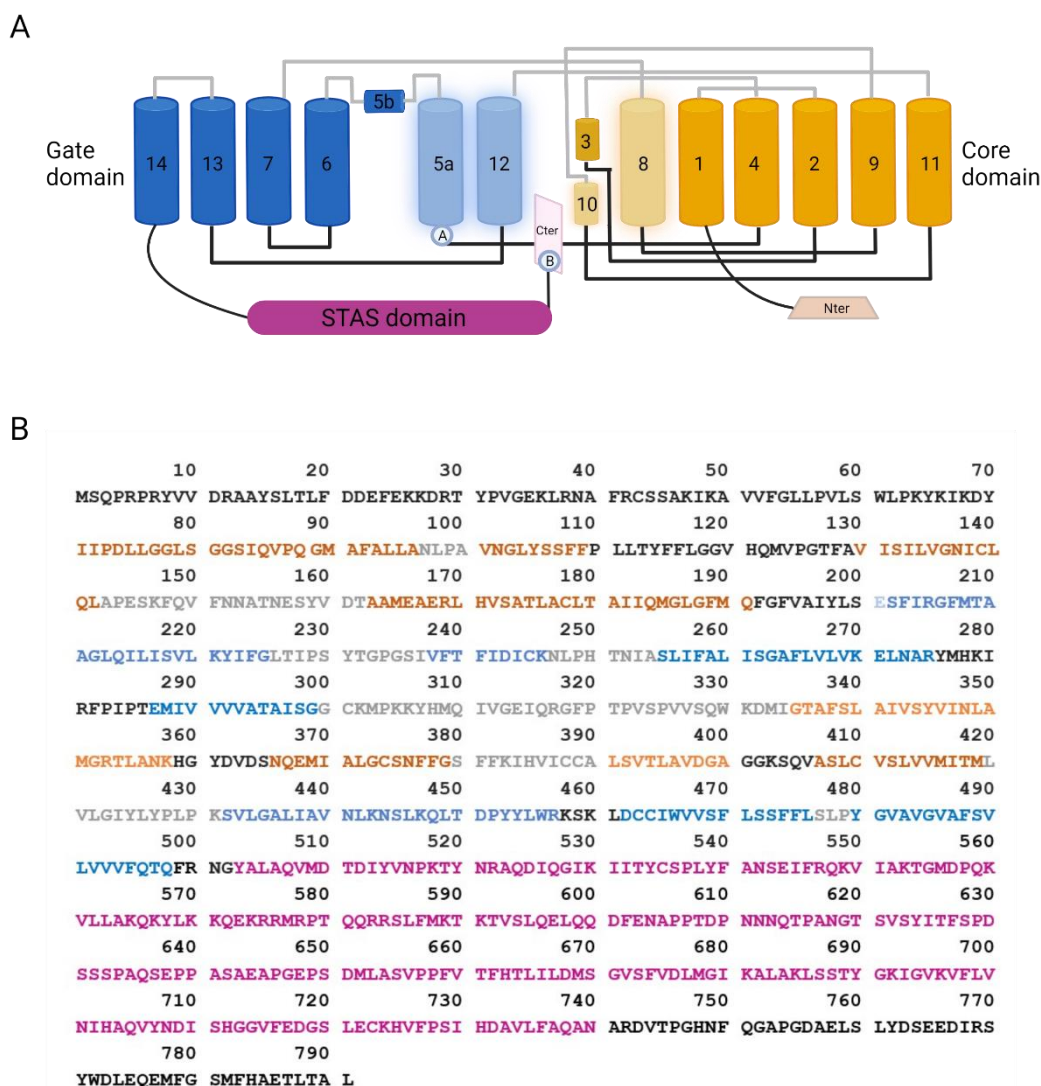 A
5b
Gate domain
14 13 7 6 5a 12 3 8 1 4 2 9 11
10
Core domain
Cter
A
B
STAS domain
Nter
B
10 20 30 40 50 60 70
MSQPRPRYVV DRAAYSLTLF DDEFEKKDRT YPVGEKLRNA FRCSSAKIKA VVFGLLPVLS WLPKYKIKDY
80 90 100 110 120 130 140
IIPDLLGGLS GGSIQVPQGM AFALLANLPA VNGLYSSFFP LLTYFFLGGV HQMVPGTFAV ISILVGNICL
150 160 170 180 190 200 210
QLAPESKFQV FNNATNESYV DTAAMEAERL HVSATLACLT AIIQMGLGFM QFGFVAIYLS ESFIRGFMTA
220 230 240 250 260 270 280
AGLQILISVL KYIFGLTIPS YTGPGSIVFT FIDICKNLPH TNIASLIFAL ISGAFLVLVK ELNARYMHKI
290 300 310 320 330 340 350
RFPIPTEMIV VVVATAISGG CKMPKKYHMQ IVGEIQRGFP TPVSPVVSQW KDMIGTAFSL AIVSYVINLA
360 370 380 390 400 410 420
MGRTLANKHG YDVDSNQEMI ALGCSNFFGS FFKIHVICCA LSVTLAVDGA GGKSQVASLC VSLVVMITML
430 440 450 460 470 480 490
VLGIYLYPLP KSVLGALIAV NLKNSLKQLT DPYYLWRKSK LDCCIWVVSF LSSFFLSLPY GVAVGVAFSV
500 510 520 530 540 550 560
LVVVFQTQFR NGYALAQVMD TDIYVNPKTY NRAQDIQGIK IITYCSPLYF ANSEIFRQKV IAKTGMDPQK
570 580 590 600 610 620 630
VLLAKQKYLK KQEKRRMRPT QQRRSLFMKT KTVSLQELQQ DFENAPPTDP NNNQTPANGT SVSYITFSPD
640 650 660 670 680 690 700
SSSPAQSEPP ASAEAPGEPS DMLASVPPFV TFHTLILDMS GVSFVDLMGI KALAKLSSTY GKIGVKVFLV
710 720 730 740 750 760 770
NIHAQVYNDI SHGGVFEDGS LECKHVFPSI HDAVLFAQAN ARDVTPGHNF QGAPGDAELS LYDSEEDIRS
780 790
YWDLEQEMFG SMFHAETLTA L